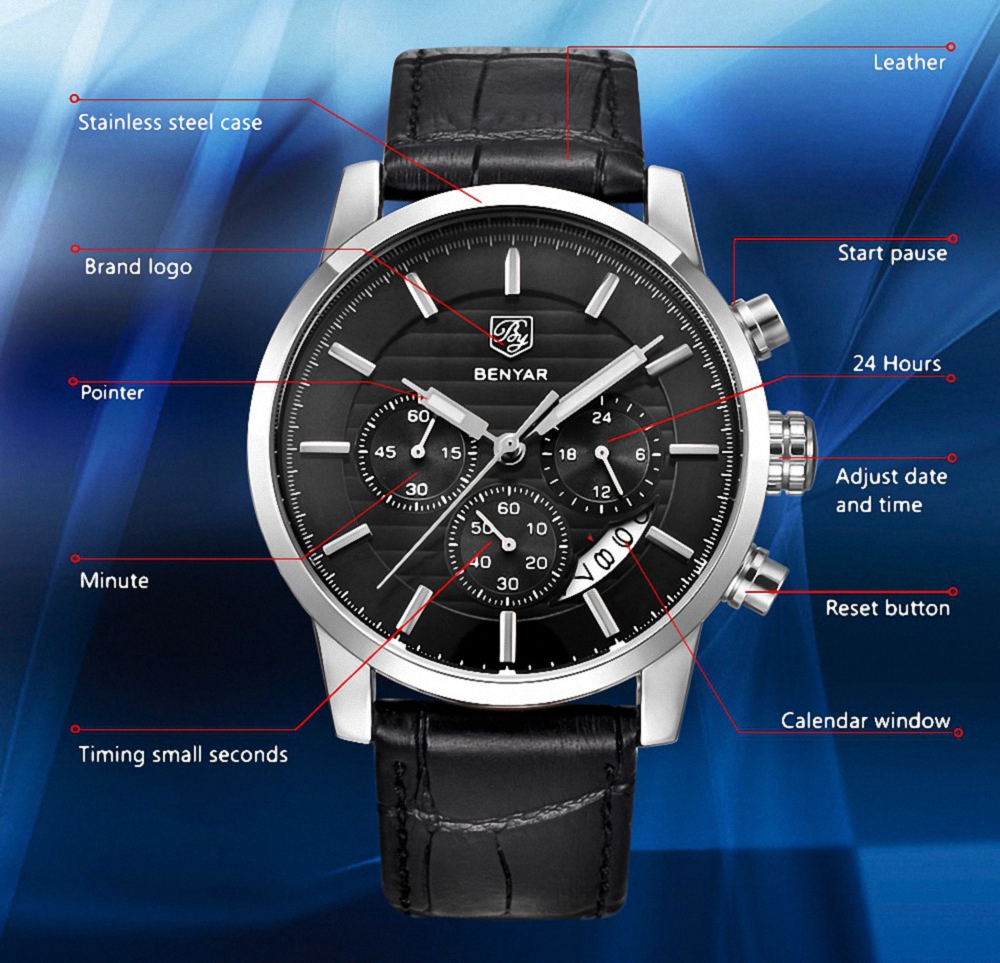 Leather
Stainless steel case
Start pause
Brand logo
By
BENYAR
24 Hours
Pointer
60
15
30
45
24
6
12
18
Adjust date
and time
60
10
20
30
40
50
Minute
Reset button
Calendar window
Timing small seconds